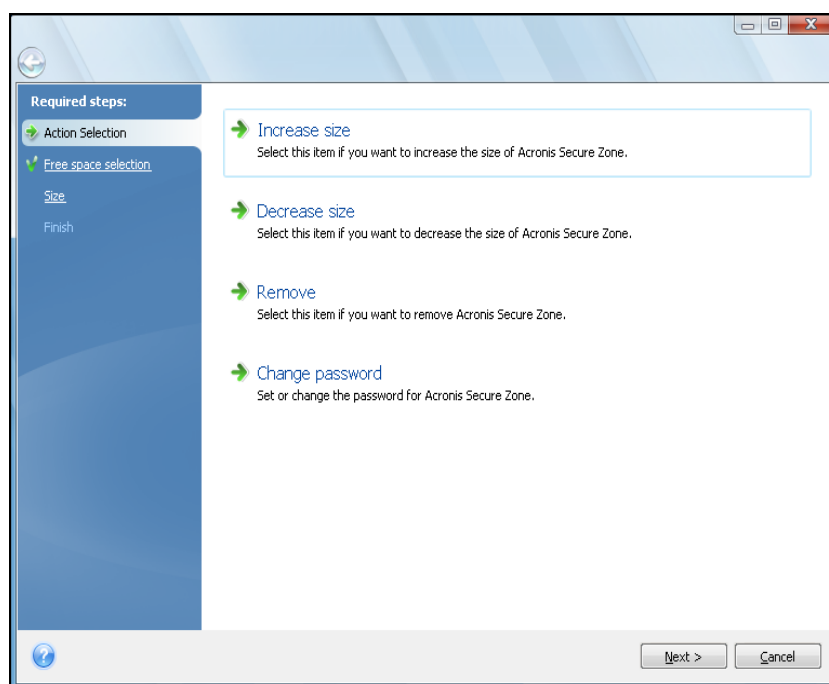 Required steps:
Action Selection
Free space selection
Size
Finish
Increase size
Select this item if you want to increase the size of Acronis Secure Zone.
Decrease size
Select this item if you want to decrease the size of Acronis Secure Zone.
Remove
Select this item if you want to remove Acronis Secure Zone.
Change password
Set or change the password for Acronis Secure Zone.
?
Next >
Cancel